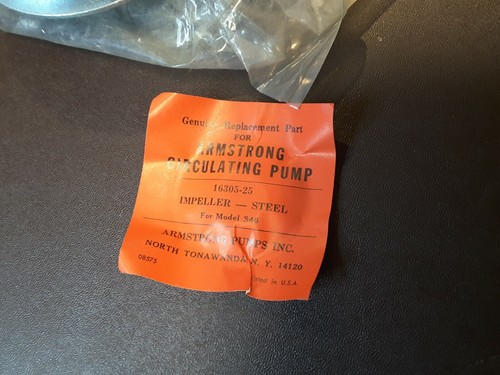 Genuine Replacement Part
FOR
ARMSTRONG
CIRCULATING PUMP
16305-25
IMPELLER — STEEL
For Model S46
ARMSTRONG PUMPS INC.
NORTH TONAWANDA N. Y. 14120
08575
in U.S.A.